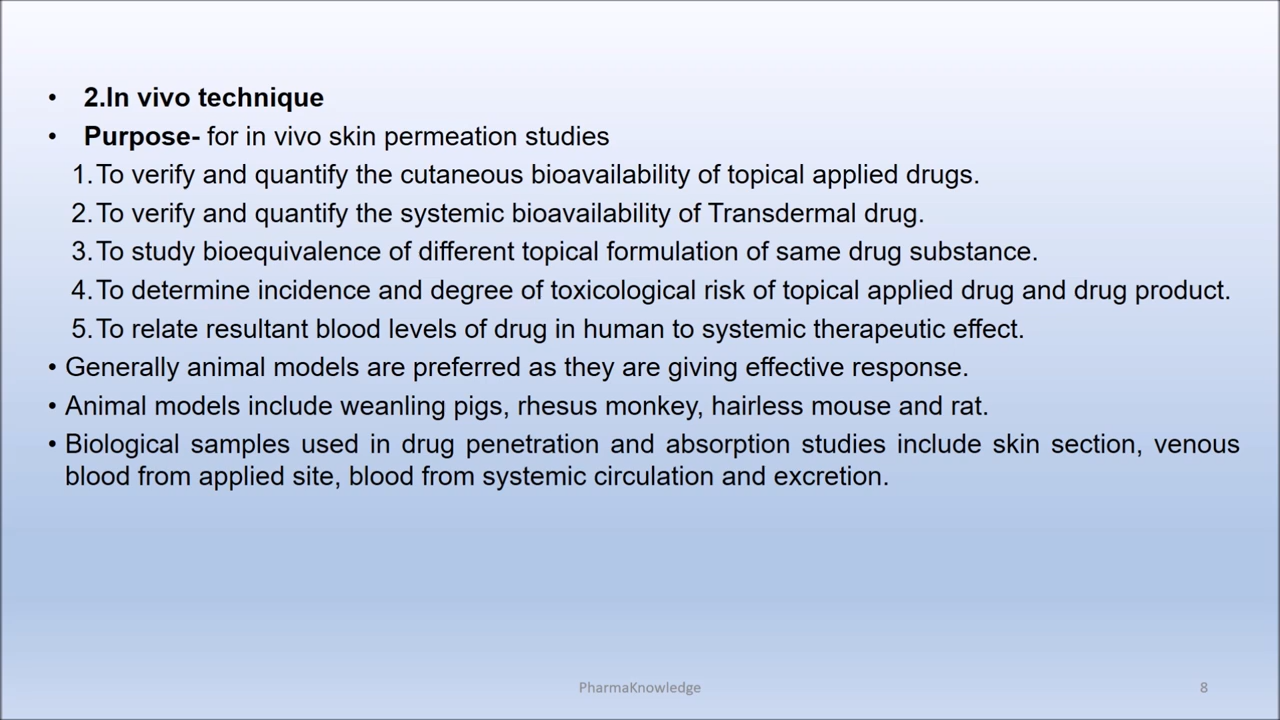 • 2.In vivo technique
• Purpose- for in vivo skin permeation studies
1. To verify and quantify the cutaneous bioavailability of topical applied drugs.
2. To verify and quantify the systemic bioavailability of Transdermal drug.
3. To study bioequivalence of different topical formulation of same drug substance.
4. To determine incidence and degree of toxicological risk of topical applied drug and drug product.
5. To relate resultant blood levels of drug in human to systemic therapeutic effect.
• Generally animal models are preferred as they are giving effective response.
• Animal models include weanling pigs, rhesus monkey, hairless mouse and rat.
• Biological samples used in drug penetration and absorption studies include skin section, venous
blood from applied site, blood from systemic circulation and excretion.
PharmaKnowledge
8